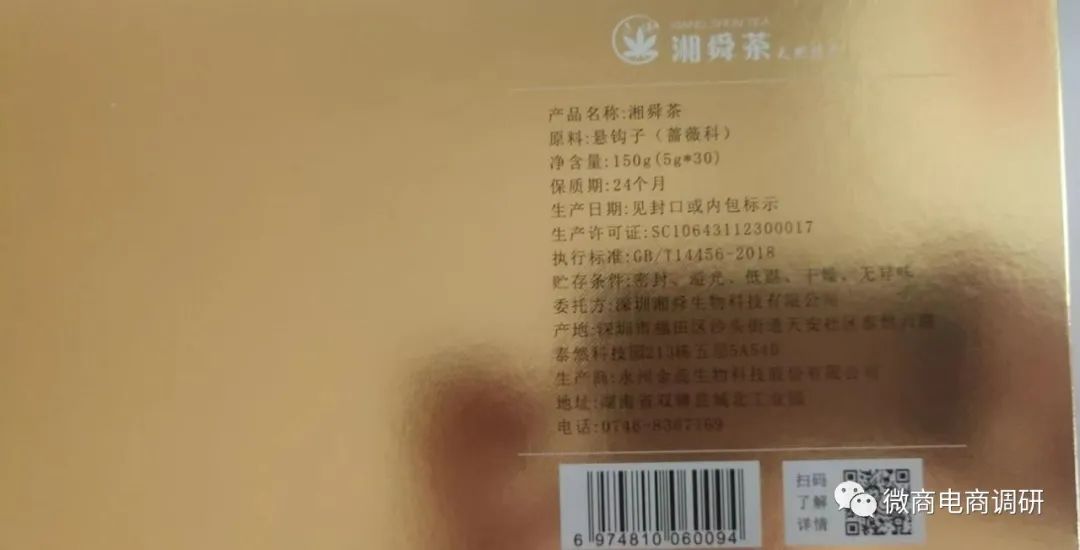 湘舜茶
产品名称:湘舜茶
原料:悬钩子（蔷薇科）
净含量:150g(5g*30)
保质期:24个月
生产日期:见封口或内包标示
生产许可证:SC10643112300017
执行标准:GB/T14456-2018
贮存条件:密封、避光、低温、干燥、无异味
委托方:深圳湘舜生物科技有限公司
产地:深圳市福田区沙头街道天安社区泰然六路
泰然科技园213栋五层5A540
生产商:永州金蕊生物科技股份有限公司
地址:湖南省双牌县城北工业园
电话:0746-8367769
扫码
了解
详情
6 974810 060094
微商电商调研